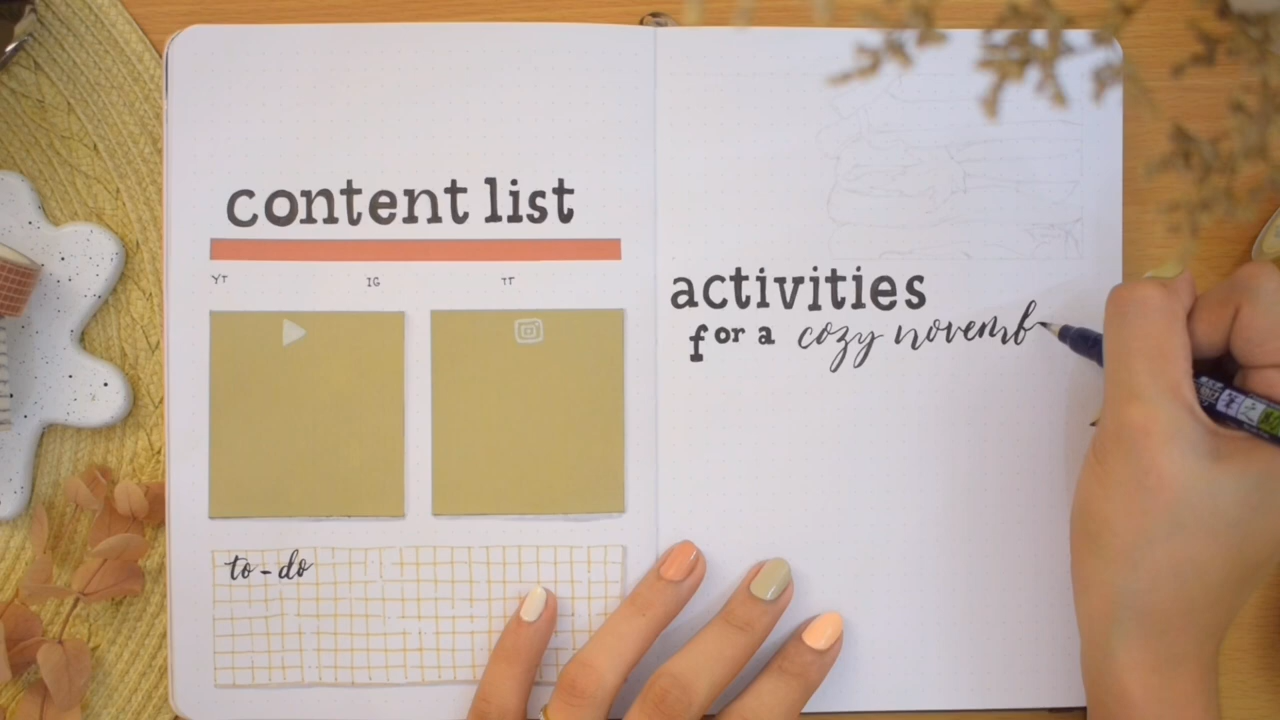 content list
YT IG TT
to-do
activities
for a cozy novemb